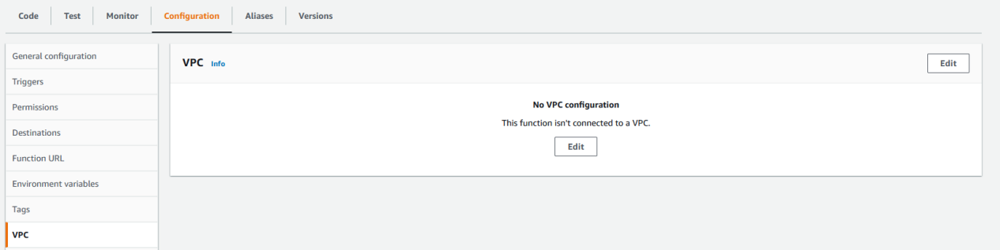 Code Test Monitor Configuration Aliases Versions
General configuration
Triggers
Permissions
Destinations
Function URL
Environment variables
Tags
VPC
VPC Info Edit
No VPC configuration
This function isn't connected to a VPC.
Edit